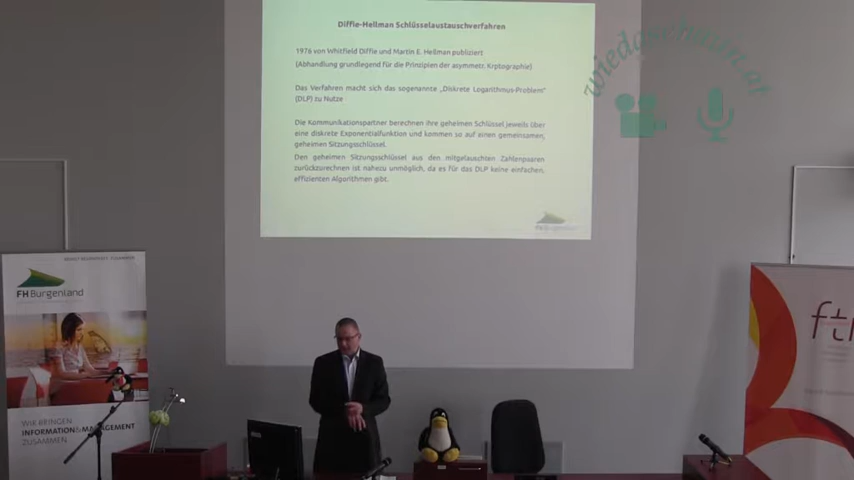 Diffie-Hellman Schlüsselaustauschverfahren
1976 von Whitfield Diffie und Martin E. Hellman publiziert
(Abhandlung grundlegend für die Prinzipien der asymmetr. Krptographie)
Das Verfahren macht sich das sogenannte „Diskrete Logarithmus-Problem"
(DLP) zu Nutze
Die Kommunikationspartner berechnen ihre geheimen Schlüssel jeweils über
eine diskrete Exponentialfunktion und kommen so auf einen gemeinsamen,
geheimen Sitzungsschlüssel.
Den geheimen Sitzungsschlüssel aus den mitgelauschten Zahlenpaaren
zurückzurechnen ist nahezu unmöglich, da es für das DLP keine einfachen,
effizienten Algorithmen gibt.
wiedaschaun.at
FH Burgenland
WIR BRINGEN
INFORMATION & MANAGEMENT
ZUSAMMEN